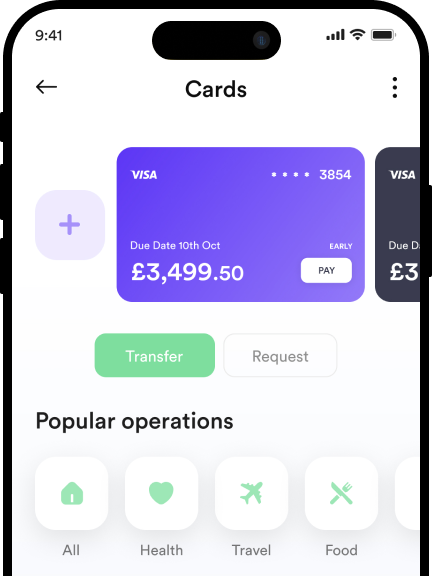 9:41
Cards
VISA
• • • • 3854
VISA
Due Date 10th Oct
EARLY
£3,499.50
PAY
Due D
£3
Transfer
Request
Popular operations
All
Health
Travel
Food